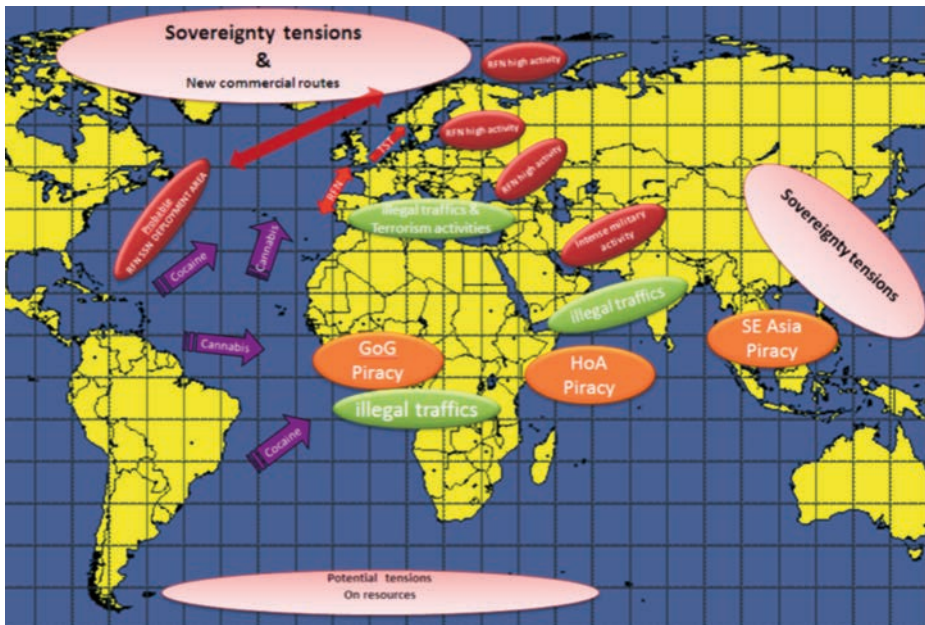 Sovereignty tensions
&
New commercial routes
RFN high activity
RFN high activity
TST
RFN high activity
RFN
Probable
RFN SSN DEPLOYMENT AREA
illegal traffics &
Terrorism activities
Intense military
activity
Sovereignty tensions
Cocaine
Cannabis
illegal traffics
Cannabis
GoG
Piracy
HoA
Piracy
SE Asia
Piracy
illegal traffics
Cocaine
Potential tensions
On resources